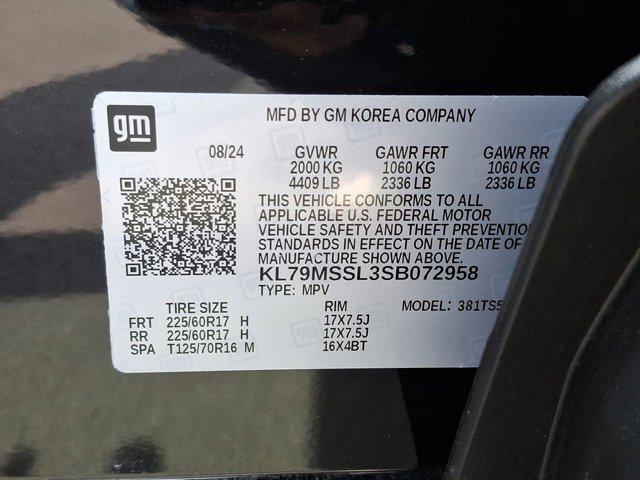 gm
MFD BY GM KOREA COMPANY
08/24 GVWR GAWR FRT GAWR RR
2000 KG 1060 KG 1060 KG
4409 LB 2336 LB 2336 LB
THIS VEHICLE CONFORMS TO ALL
APPLICABLE U.S. FEDERAL MOTOR
VEHICLE SAFETY AND THEFT PREVENTIO
STANDARDS IN EFFECT ON THE DATE OF
MANUFACTURE SHOWN ABOVE.
KL79MSSL3SB072958
TYPE: MPV
TIRE SIZE RIM MODEL: 381TS5
FRT 225/60R17 H 17X7.5J
RR 225/60R17 H 17X7.5J
SPA T125/70R16 M 16X4BT